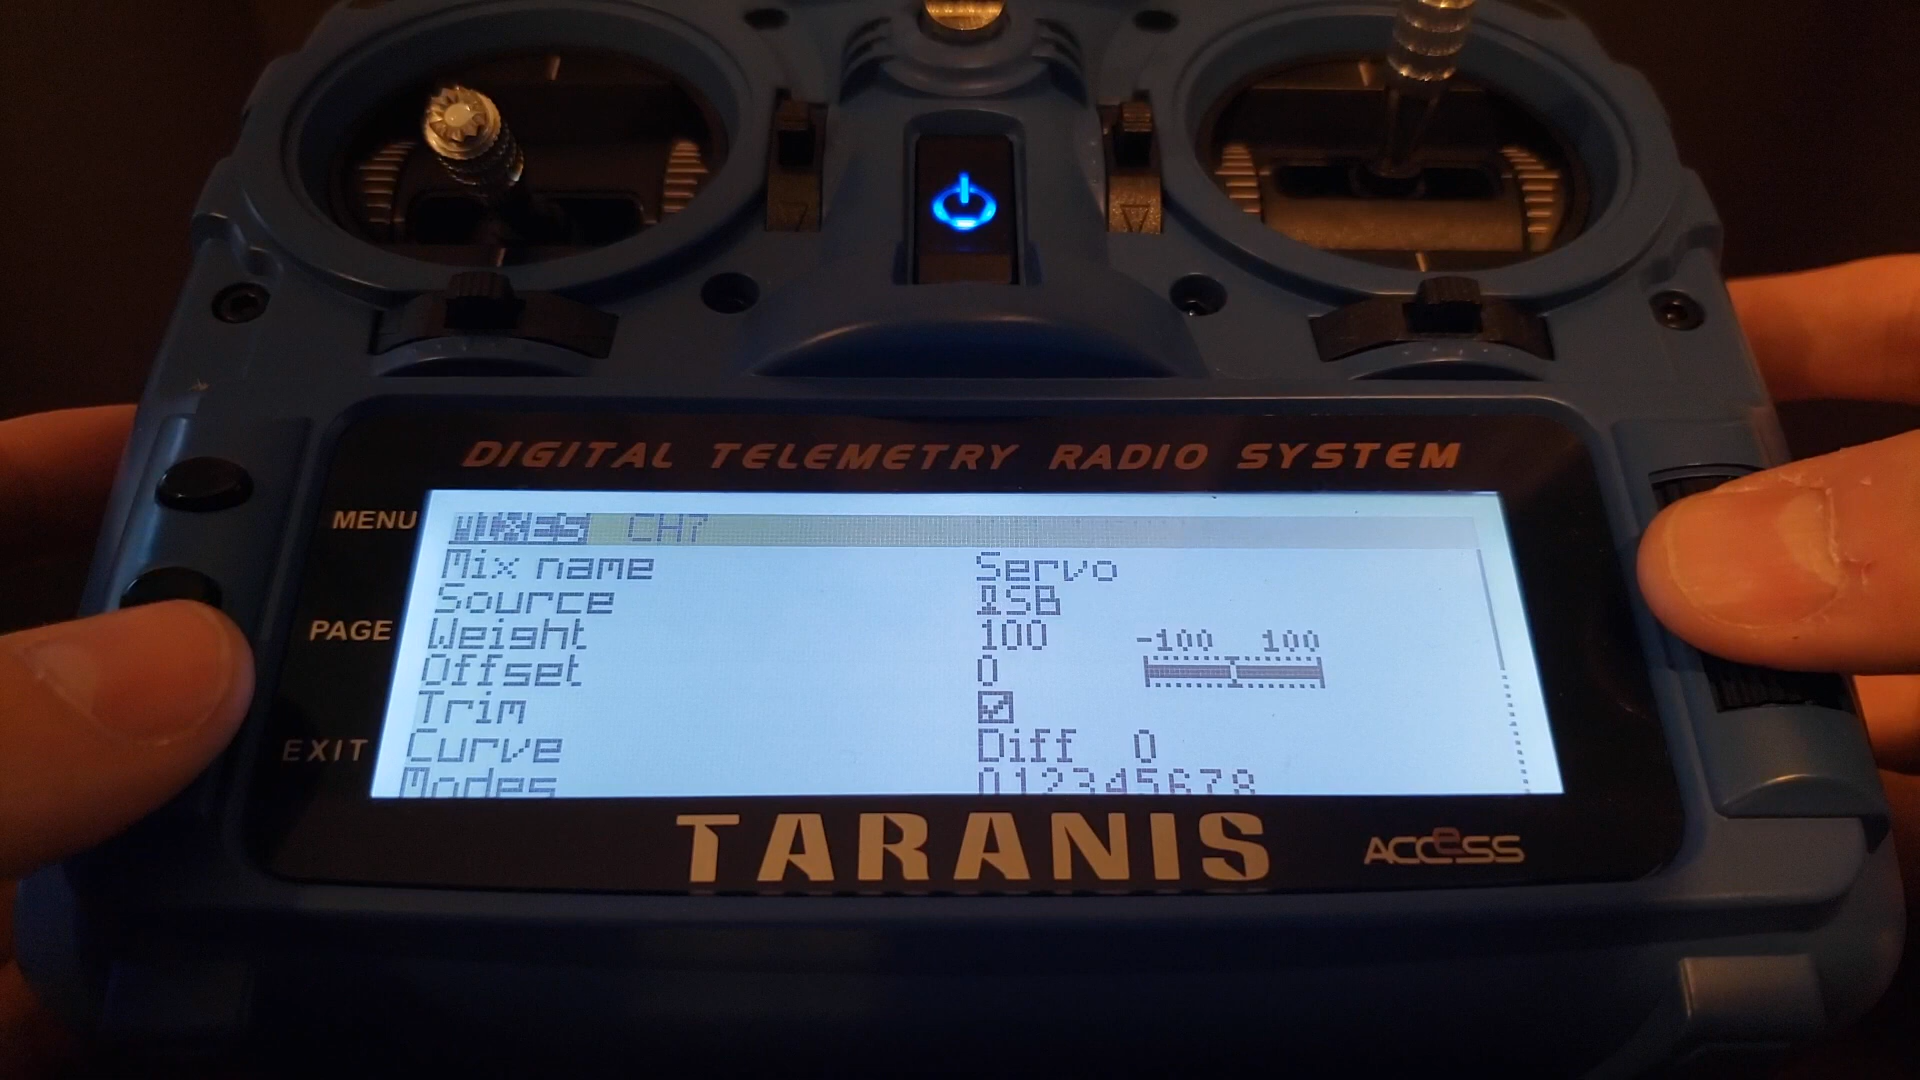 DIGITAL TELEMETRY RADIO SYSTEM
MENU
PAGE
EXIT
MIXES CH7
Mix name Servo
Source SB
Weight 100 -100 100
Offset 0
Trim
Curve Diff 0
Modes 012345678
TARANIS
ACCESS